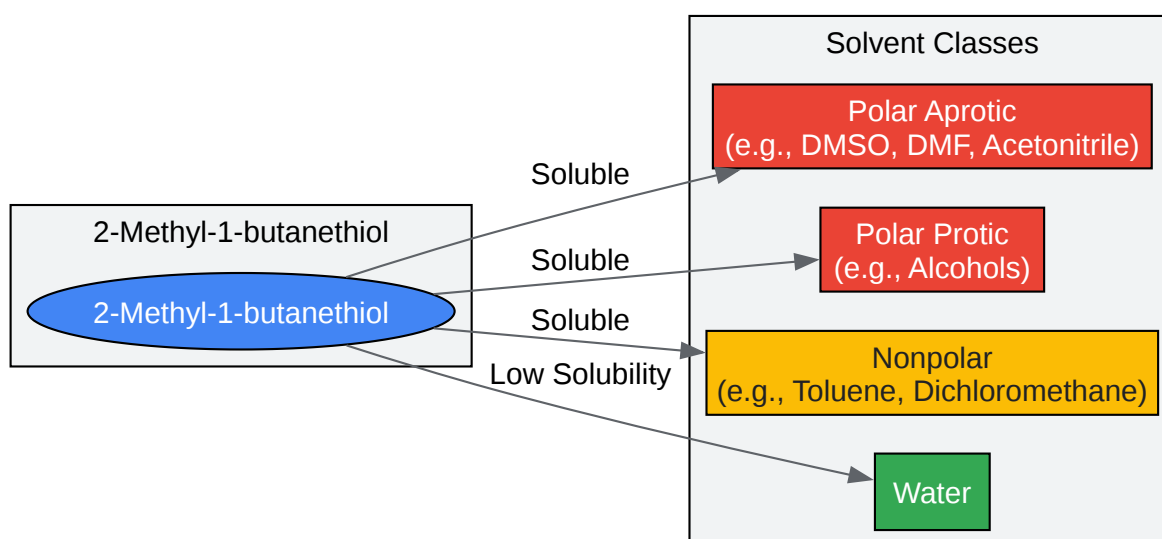 Solvent Classes
Polar Aprotic
(e.g., DMSO, DMF, Acetonitrile)
Soluble
2-Methyl-1-butanethiol
Polar Protic
(e.g., Alcohols)
Soluble
2-Methyl-1-butanethiol
Soluble
Nonpolar
(e.g., Toluene, Dichloromethane)
Low Solubility
Water